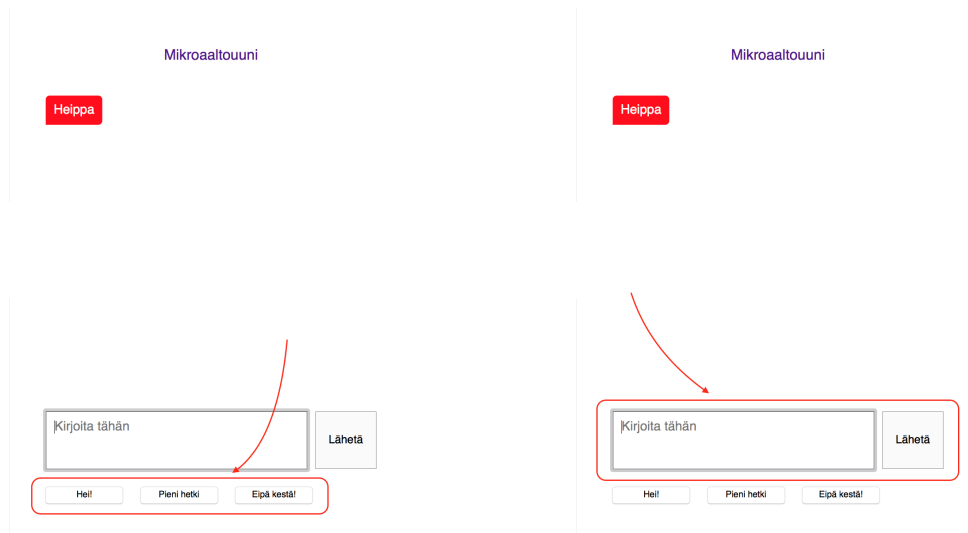 Mikroaaltouuni
Heippa
Kirjoita tähän
Lähetä
Hei! Pieni hetki Eipä kestä!
Mikroaaltouuni
Heippa
Kirjoita tähän
Lähetä
Hei! Pieni hetki Eipä kestä!